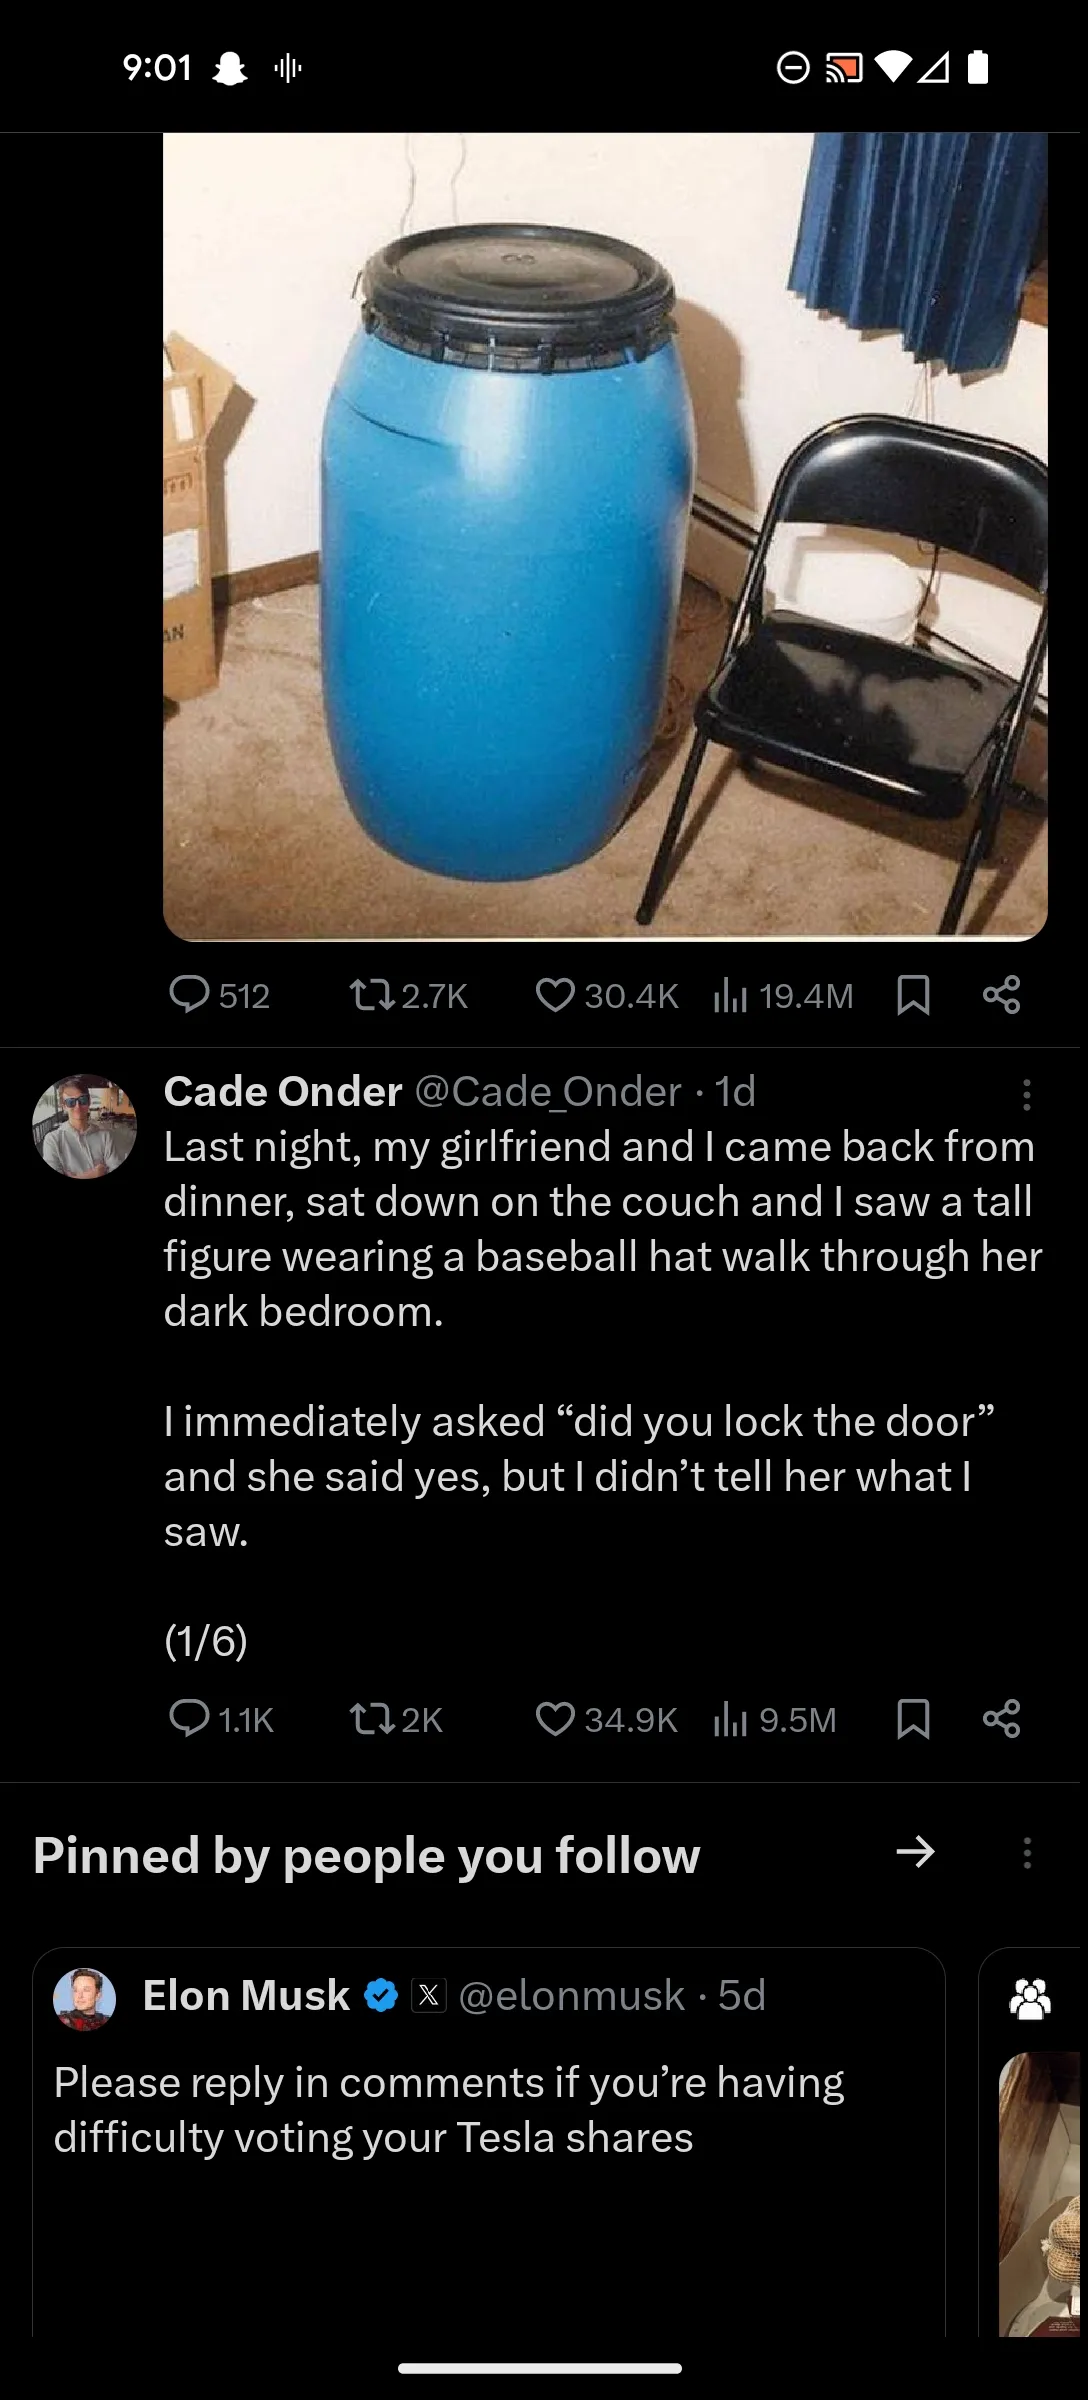 9:01
AN
512 2.7K 30.4K 19.4M
Cade Onder @Cade_Onder · 1d
Last night, my girlfriend and I came back from
dinner, sat down on the couch and I saw a tall
figure wearing a baseball hat walk through her
dark bedroom.
I immediately asked “did you lock the door”
and she said yes, but I didn’t tell her what I
saw.
(1/6)
1.1K 2K 34.9K 9.5M
Pinned by people you follow
Elon Musk X @elonmusk · 5d
Please reply in comments if you’re having
difficulty voting your Tesla shares